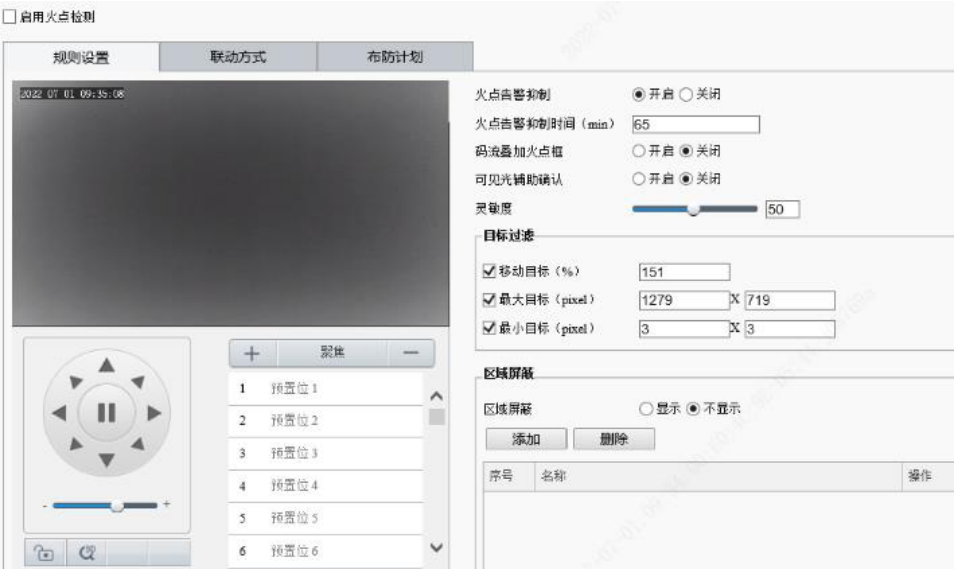 启用火点检测
规则设置 联动方式 布防计划
2022 07 01 09:35:08
火点告警抑制 开启 关闭
火点告警抑制时间（min） 65
码流叠加火点框 开启 关闭
可见光辅助确认 开启 关闭
灵敏度 50
目标过滤
移动目标（%） 151
最大目标（pixel） 1279 X 719
最小目标（pixel） 3 X 3
区域屏蔽
区域屏蔽 显示 不显示
添加 删除
序号 名称 操作
+ 聚焦 —
1 预置位 1
2 预置位 2
3 预置位 3
4 预置位 4
5 预置位 5
6 预置位 6
- +
3D